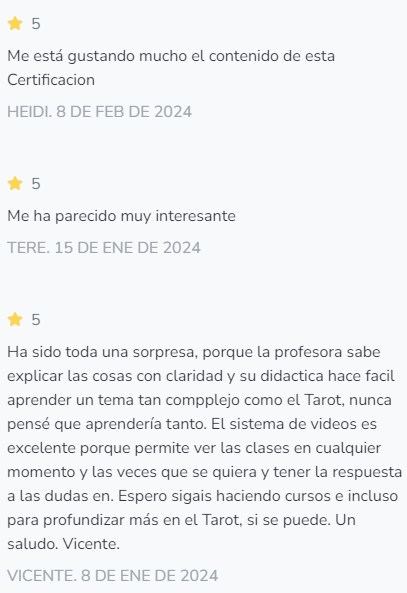 5
Me está gustando mucho el contenido de esta
Certificacion
HEIDI. 8 DE FEB DE 2024
5
Me ha parecido muy interesante
TERE. 15 DE ENE DE 2024
5
Ha sido toda una sorpresa, porque la profesora sabe
explicar las cosas con claridad y su didactica hace facil
aprender un tema tan compplejo como el Tarot, nunca
pensé que aprendería tanto. El sistema de videos es
excelente porque permite ver las clases en cualquier
momento y las veces que se quiera y tener la respuesta
a las dudas en. Espero sigais haciendo cursos e incluso
para profundizar más en el Tarot, si se puede. Un
saludo. Vicente.
VICENTE. 8 DE ENE DE 2024